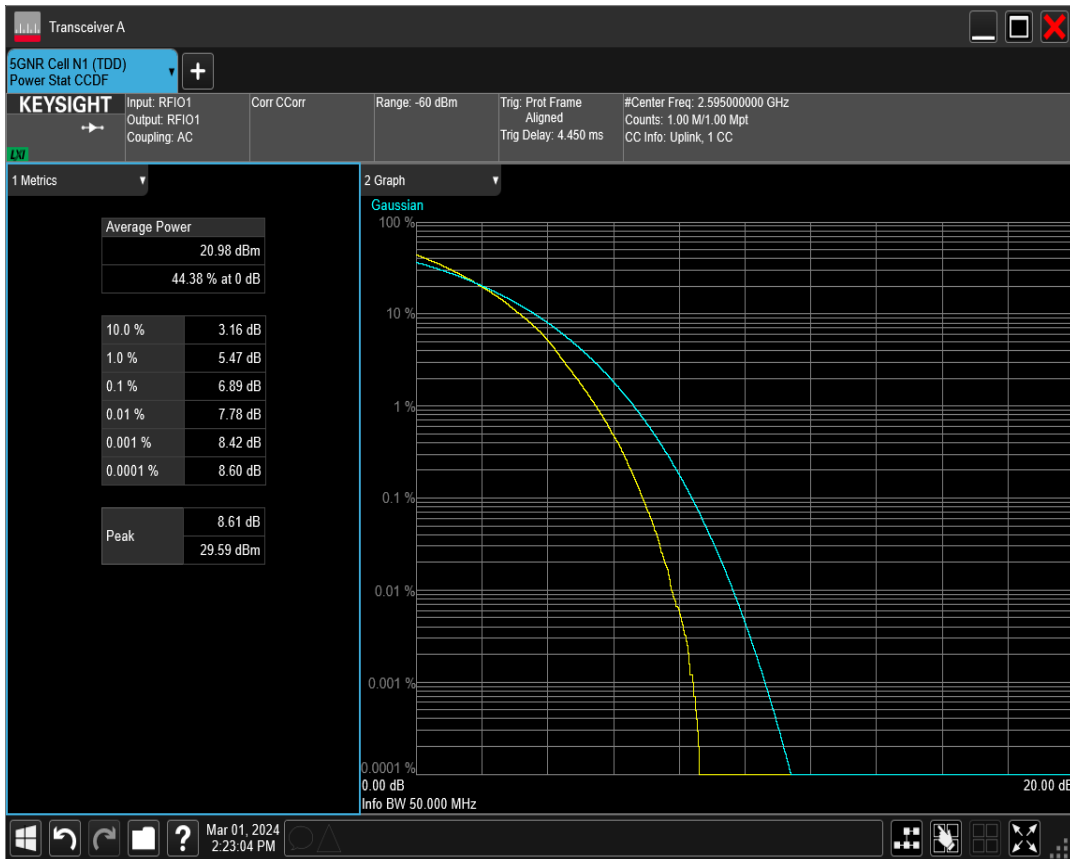 Transceiver A
5GNR Cell N1 (TDD)
Power Stat CCDF
+
KEYSIGHT
LXI
Input: RFIO1
Output: RFIO1
Coupling: AC
Corr CCorr
Range: -60 dBm
Trig: Prot Frame
Aligned
Trig Delay: 4.450 ms
#Center Freq: 2.595000000 GHz
Counts: 1.00 M/1.00 Mpt
CC Info: Uplink, 1 CC
1 Metrics
Average Power
20.98 dBm
44.38 % at 0 dB
10.0 % 3.16 dB
1.0 % 5.47 dB
0.1 % 6.89 dB
0.01 % 7.78 dB
0.001 % 8.42 dB
0.0001 % 8.60 dB
Peak
8.61 dB
29.59 dBm
2 Graph
Gaussian
100 %
10 %
1 %
0.1 %
0.01 %
0.001 %
0.0001 %
0.00 dB
20.00 dB
Info BW 50.000 MHz
?
Mar 01, 2024
2:23:04 PM